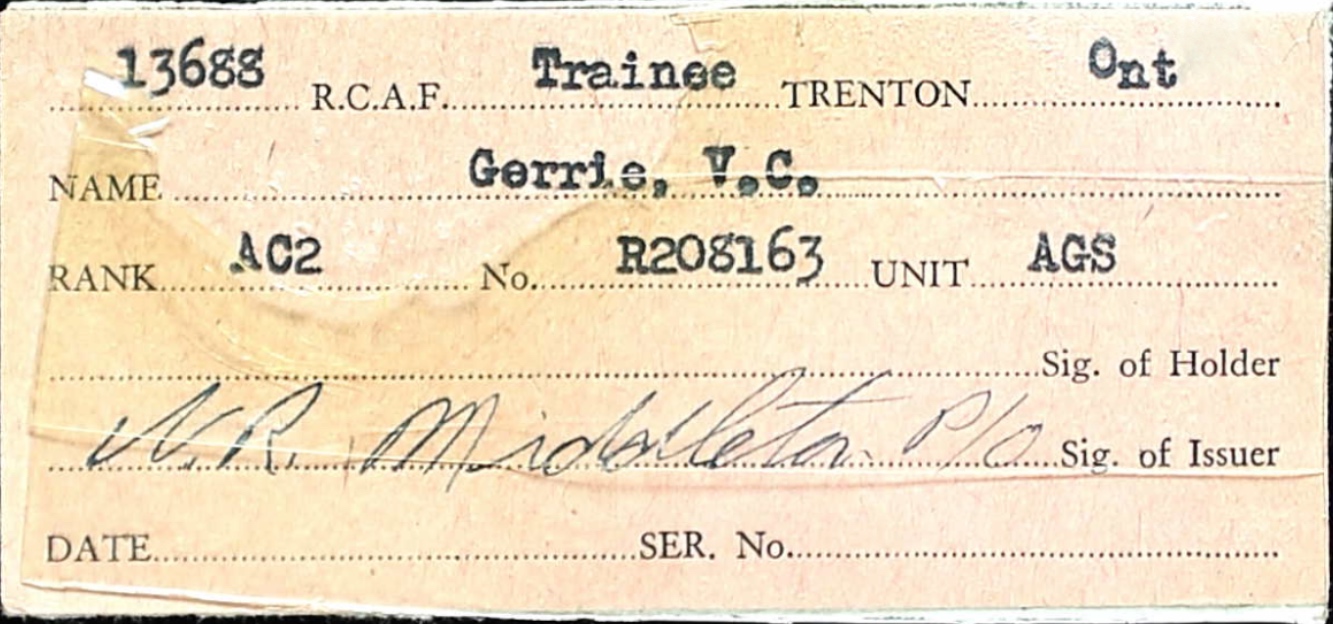 13688 R.C.A.F. Trainee TRENTON Ont
NAME Gerrie, V.C.
RANK AC2 No. R208163 UNIT AGS
Sig. of Holder
N.R. Middleton P/O Sig. of Issuer
DATE SER. No.